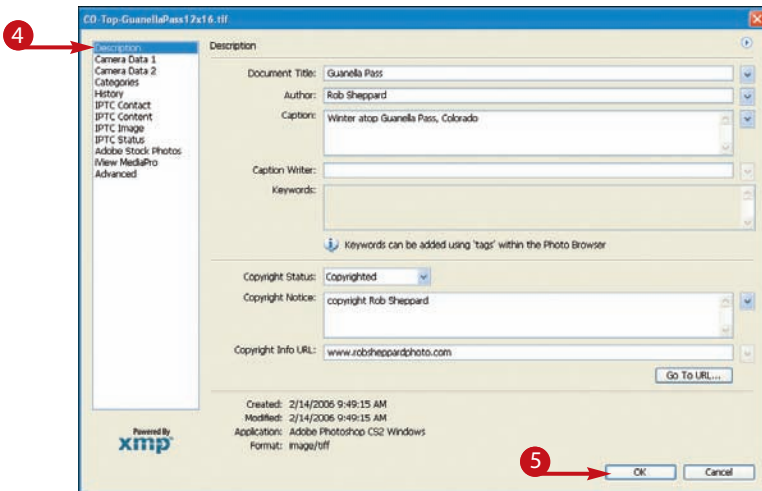 CO-Top-GuanellaPass12x16.tif
4
Description
Camera Data 1
Camera Data 2
Categories
History
IPTC Contact
IPTC Content
IPTC Image
IPTC Status
Adobe Stock Photos
iView MediaPro
Advanced
Powered By
xmp
Description
Document Title: Guanella Pass
Author: Rob Sheppard
Caption: Winter atop Guanella Pass, Colorado
Caption Writer:
Keywords:
Keywords can be added using 'tags' within the Photo Browser
Copyright Status: Copyrighted
Copyright Notice: copyright Rob Sheppard
Copyright Info URL: www.robsheppardphoto.com
Go To URL...
Created: 2/14/2006 9:49:15 AM
Modified: 2/14/2006 9:49:15 AM
Application: Adobe Photoshop CS2 Windows
Format: image/tiff
5
OK Cancel